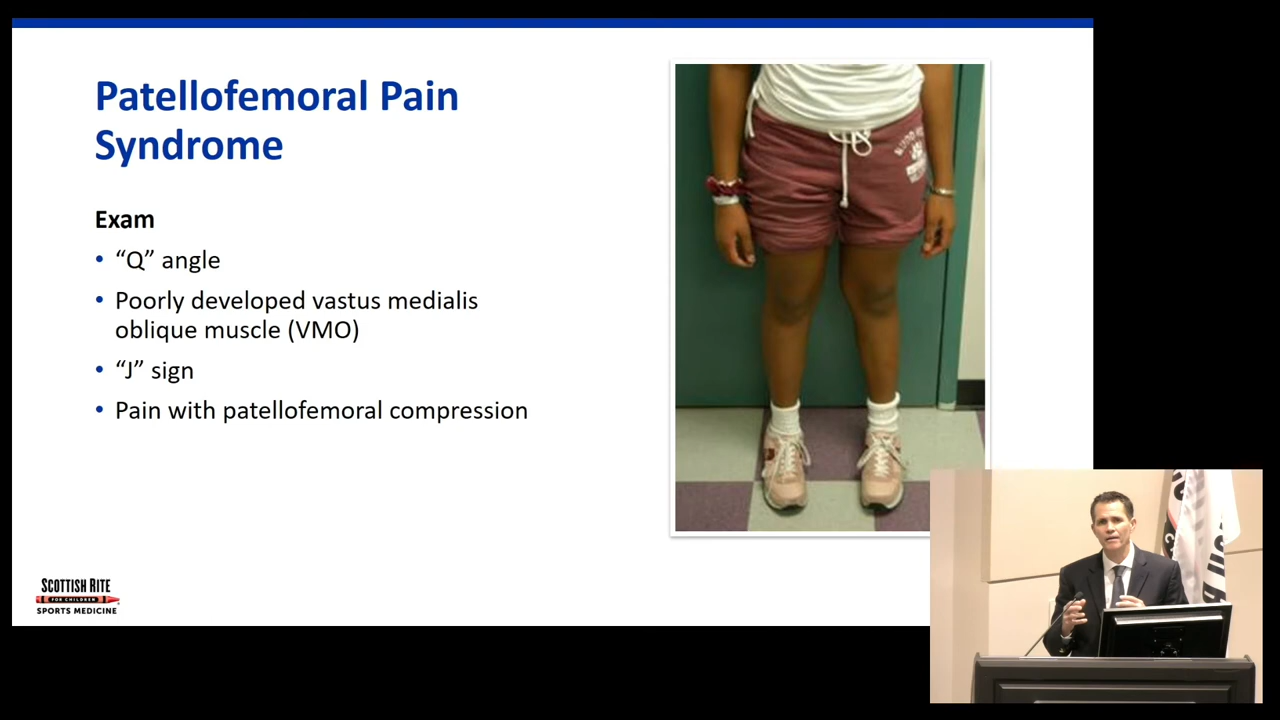 Patellofemoral Pain
Syndrome
Exam
• “Q” angle
• Poorly developed vastus medialis
oblique muscle (VMO)
• “J” sign
• Pain with patellofemoral compression
SCOTTISH RITE
FOR CHILDREN
SPORTS MEDICINE